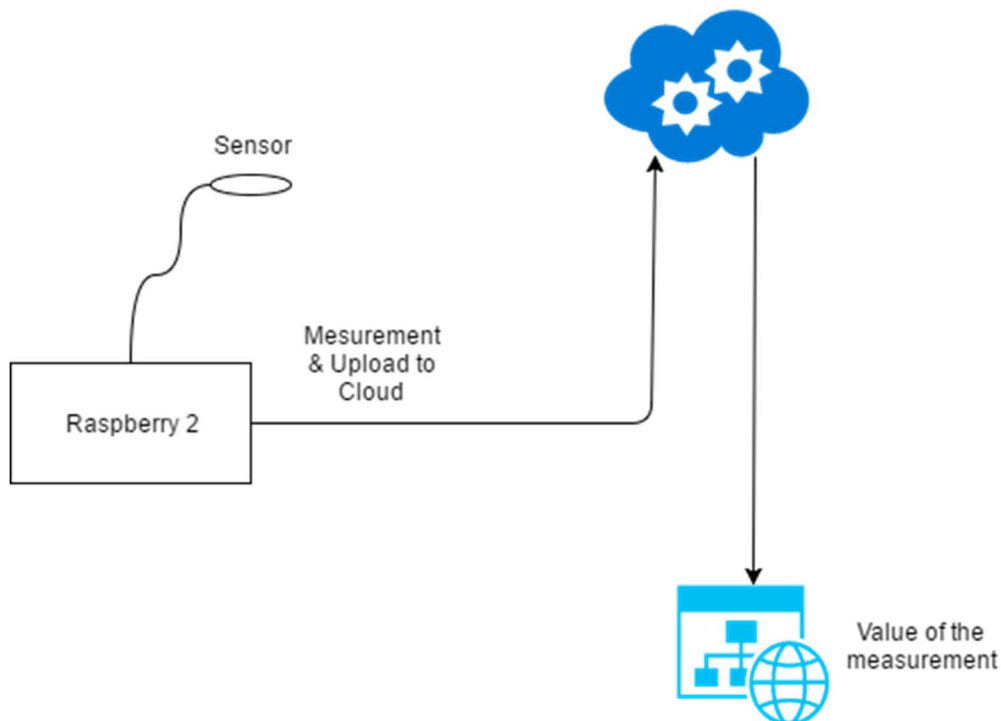 Sensor
Mesurement
& Upload to
Cloud
Raspberry 2
Value of the
measurement